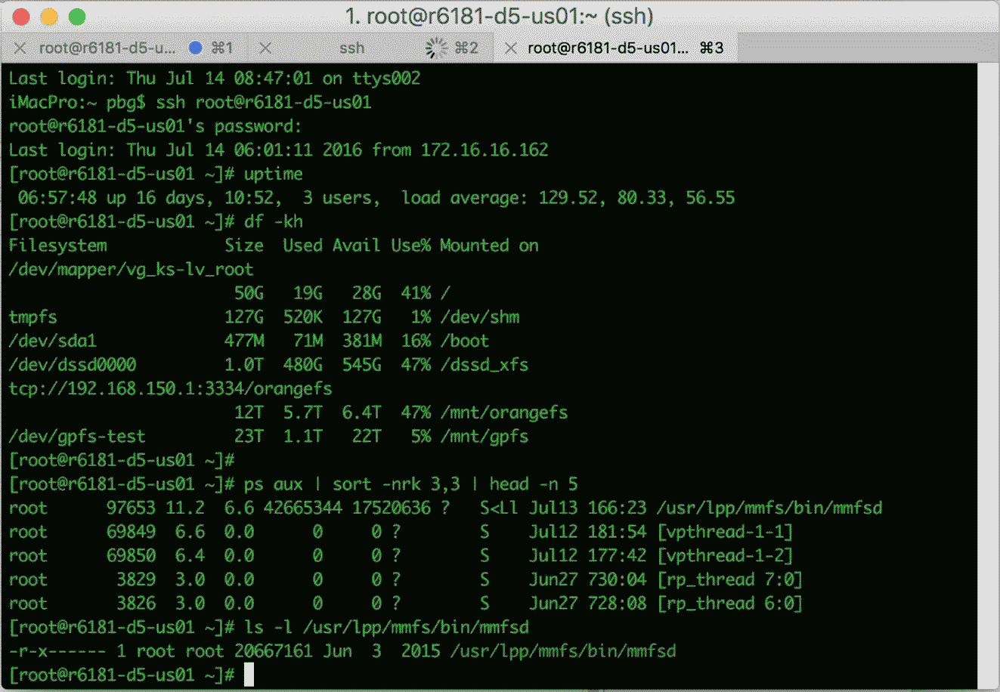 1. root@r6181-d5-us01:~ (ssh)
root@r6181-d5-u... ⌘1 ssh ⌘2 root@r6181-d5-us01... ⌘3
Last login: Thu Jul 14 08:47:01 on ttys002
iMacPro:~ pbg$ ssh root@r6181-d5-us01
root@r6181-d5-us01's password:
Last login: Thu Jul 14 06:01:11 2016 from 172.16.16.162
[root@r6181-d5-us01 ~]# uptime
 06:57:48 up 16 days, 10:52,  3 users,  load average: 129.52, 80.33, 56.55
[root@r6181-d5-us01 ~]# df -kh
Filesystem            Size  Used Avail Use% Mounted on
/dev/mapper/vg_ks-lv_root
                       50G   19G   28G  41% /
tmpfs                 127G  520K  127G   1% /dev/shm
/dev/sda1             477M   71M  381M  16% /boot
/dev/dssd0000         1.0T  480G  545G  47% /dssd_xfs
tcp://192.168.150.1:3334/orangefs
                       12T  5.7T  6.4T  47% /mnt/orangefs
/dev/gpfs-test         23T  1.1T   22T   5% /mnt/gpfs
[root@r6181-d5-us01 ~]#
[root@r6181-d5-us01 ~]# ps aux | sort -nrk 3,3 | head -n 5
root      97653 11.2  6.6 42665344 17520636 ?   S<Ll Jul13 166:23 /usr/lpp/mmfs/bin/mmfsd
root      69849  6.6  0.0      0     0 ?        S    Jul12 181:54 [vpthread-1-1]
root      69850  6.4  0.0      0     0 ?        S    Jul12 177:42 [vpthread-1-2]
root       3829  3.0  0.0      0     0 ?        S    Jun27 730:04 [rp_thread 7:0]
root       3826  3.0  0.0      0     0 ?        S    Jun27 728:08 [rp_thread 6:0]
[root@r6181-d5-us01 ~]# ls -l /usr/lpp/mmfs/bin/mmfsd
-r-x------ 1 root root 20667161 Jun  3  2015 /usr/lpp/mmfs/bin/mmfsd
[root@r6181-d5-us01 ~]#